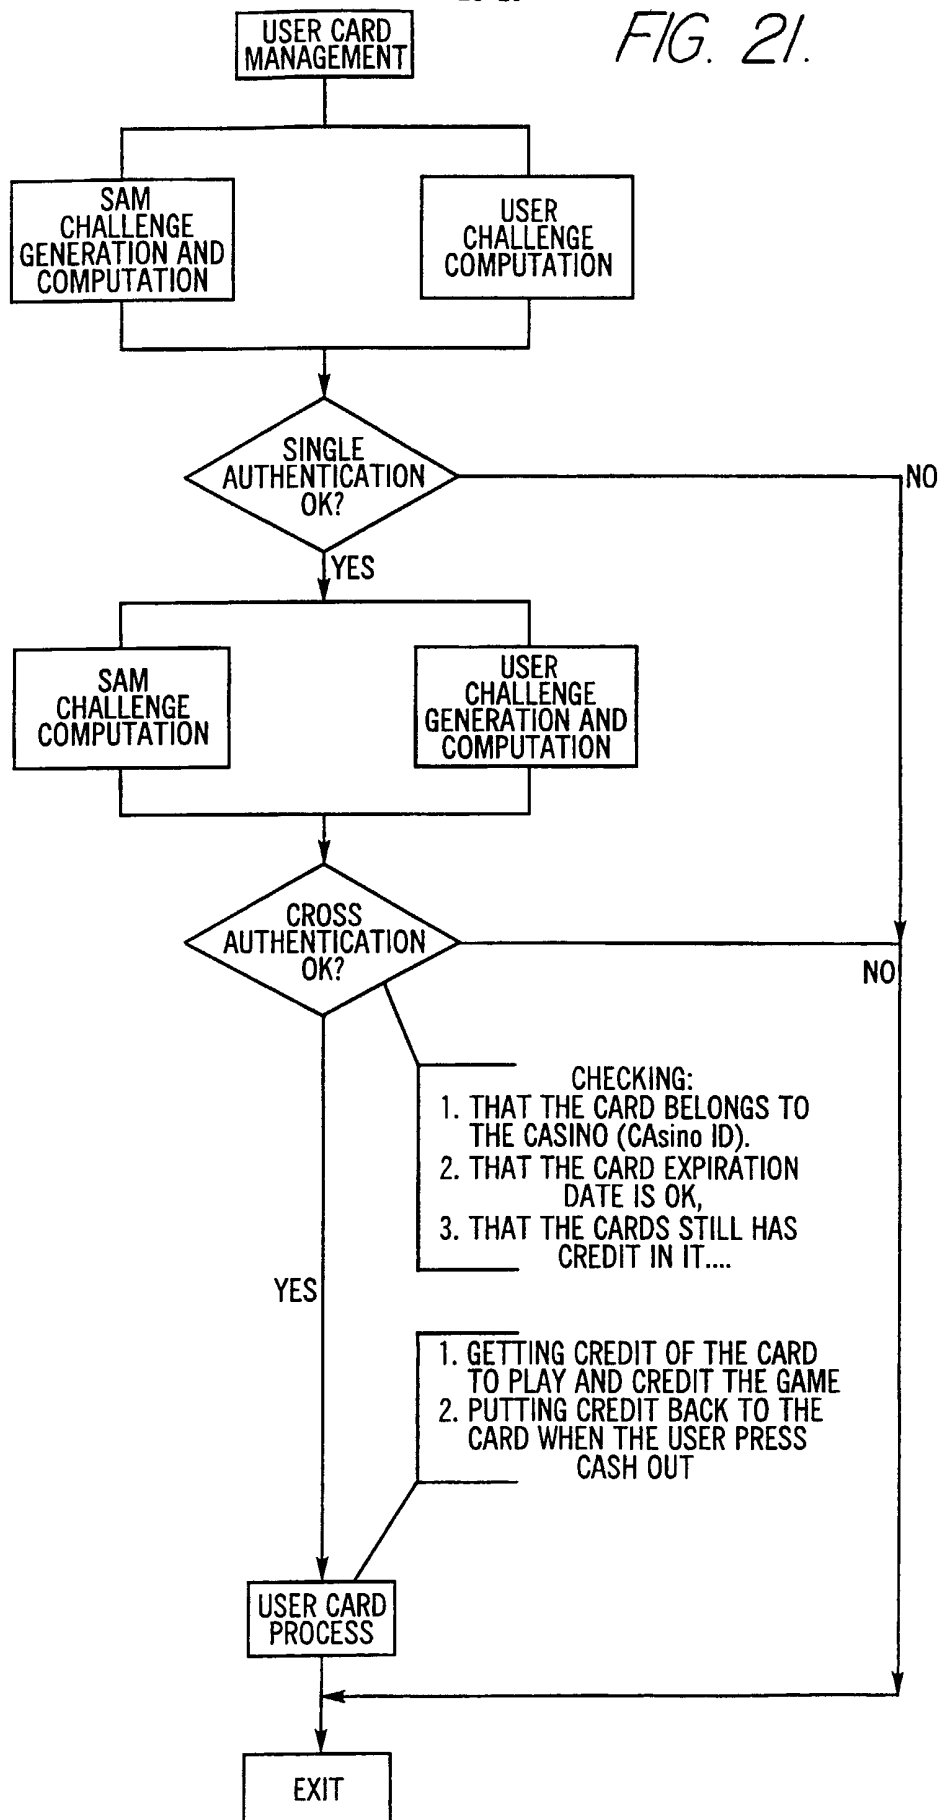 FIG. 21.
USER CARD
MANAGEMENT
SAM
CHALLENGE
GENERATION AND
COMPUTATION
USER
CHALLENGE
COMPUTATION
SINGLE
AUTHENTICATION
OK?
NO
YES
SAM
CHALLENGE
COMPUTATION
USER
CHALLENGE
GENERATION AND
COMPUTATION
CROSS
AUTHENTICATION
OK?
NO
CHECKING:
1. THAT THE CARD BELONGS TO
THE CASINO (CAsino ID).
2. THAT THE CARD EXPIRATION
DATE IS OK,
3. THAT THE CARDS STILL HAS
CREDIT IN IT....
YES
1. GETTING CREDIT OF THE CARD
TO PLAY AND CREDIT THE GAME
2. PUTTING CREDIT BACK TO THE
CARD WHEN THE USER PRESS
CASH OUT
USER CARD
PROCESS
EXIT